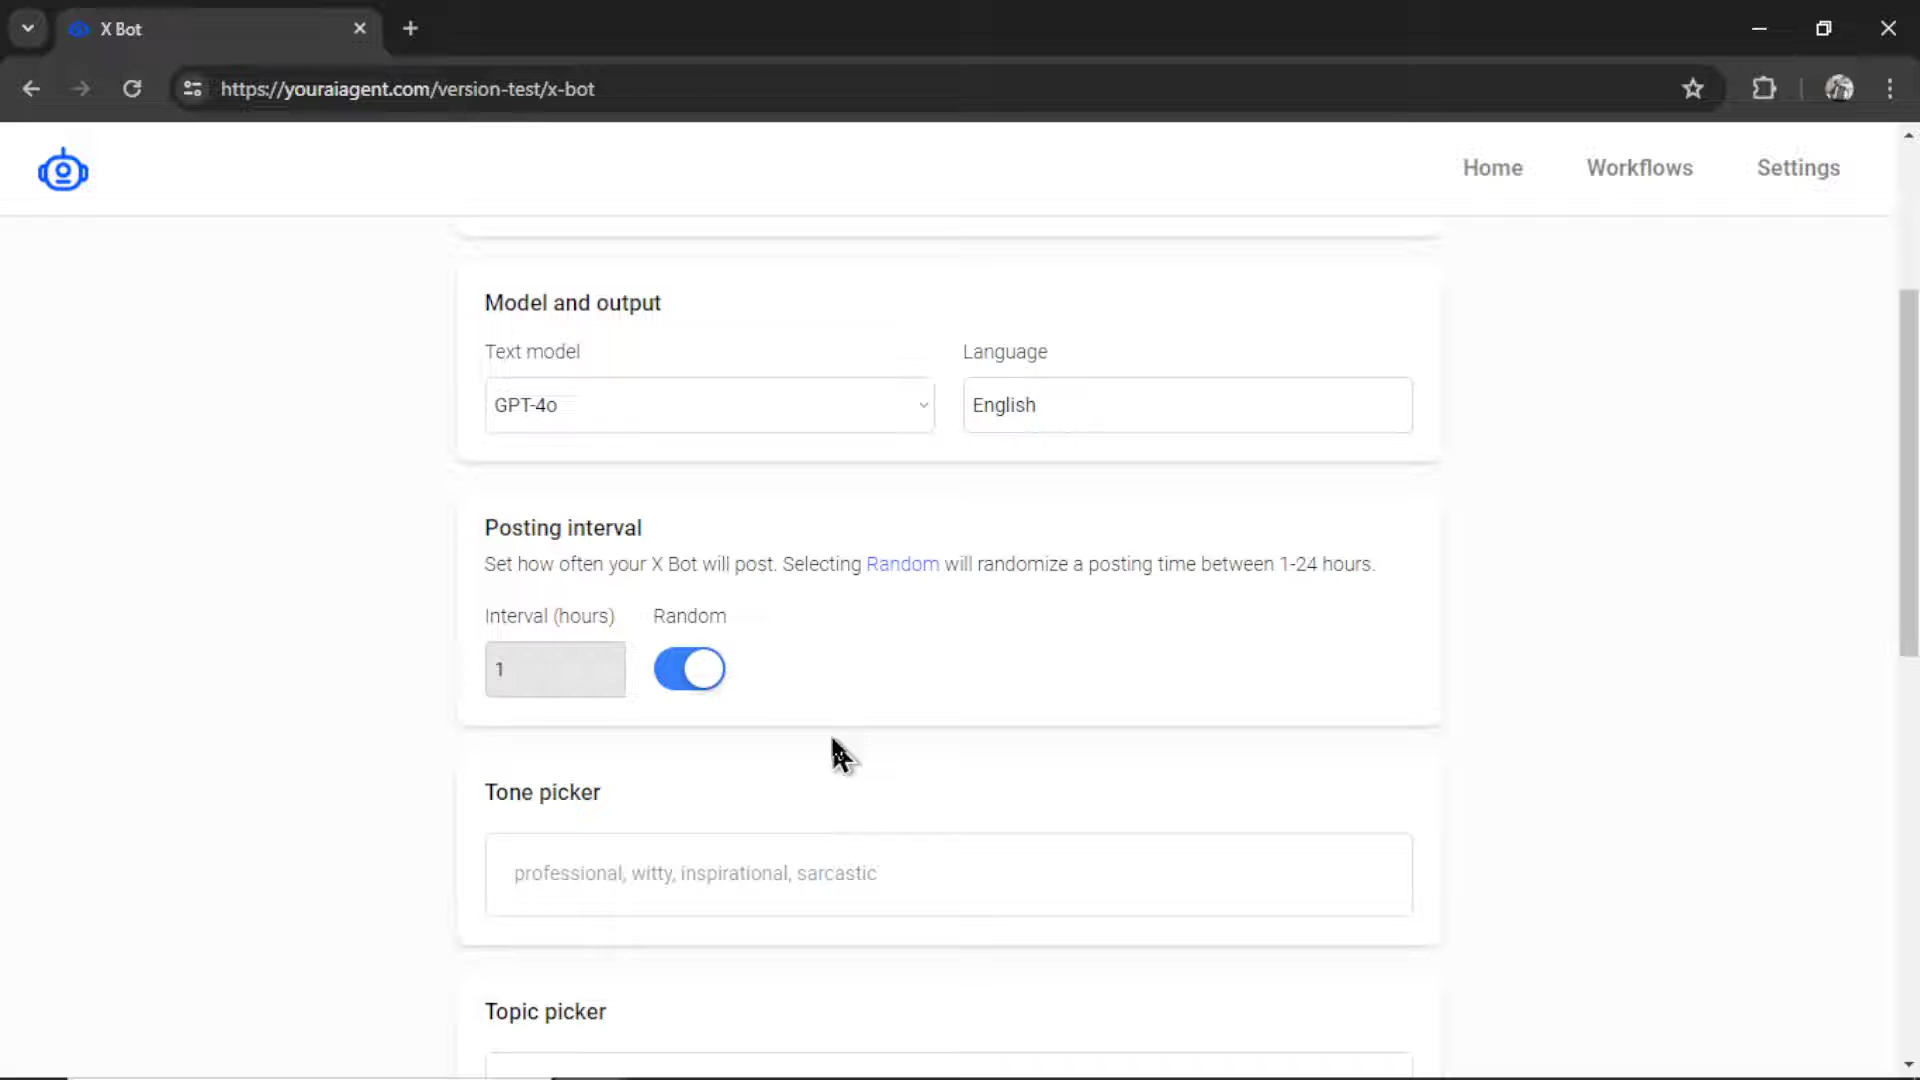 X Bot
https://youraiagent.com/version-test/x-bot
Home Workflows Settings
Model and output
Text model Language
GPT-4o English
Posting interval
Set how often your X Bot will post. Selecting Random will randomize a posting time between 1-24 hours.
Interval (hours) Random
1
Tone picker
professional, witty, inspirational, sarcastic
Topic picker